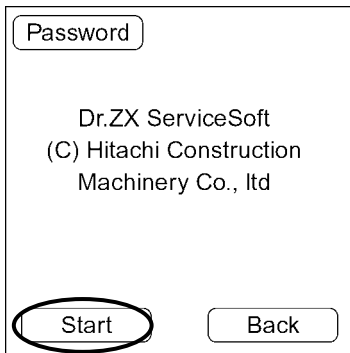 Password
Dr.ZX ServiceSoft
(C) Hitachi Construction
Machinery Co., ltd
Start
Back